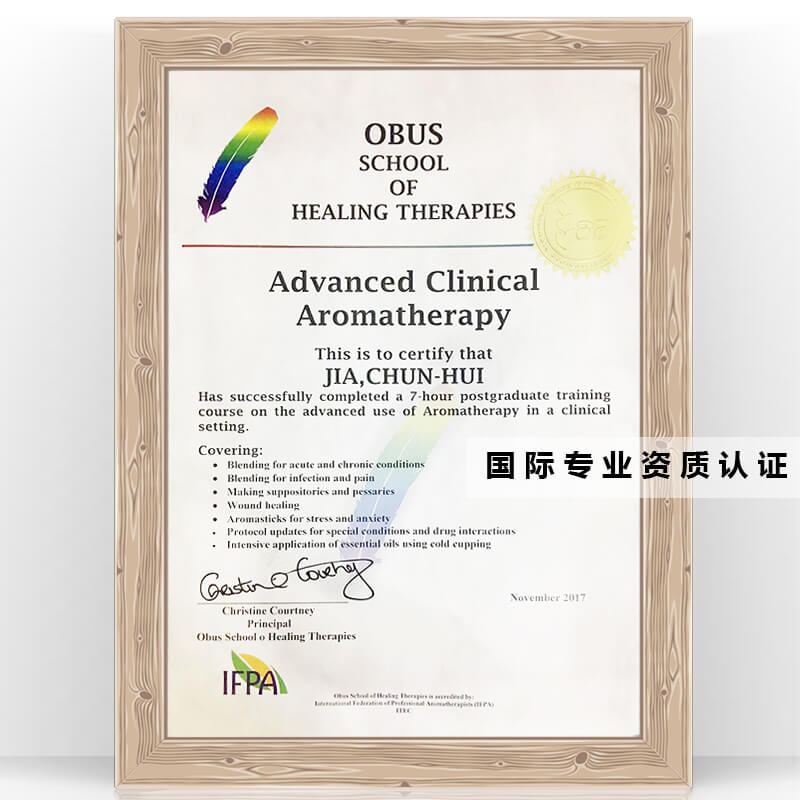 OBUS
SCHOOL
OF
HEALING THERAPIES
Advanced Clinical
Aromatherapy
This is to certify that
JIA,CHUN-HUI
Has successfully completed a 7-hour postgraduate training
course on the advanced use of Aromatherapy in a clinical
setting.
Covering:
• Blending for acute and chronic conditions
• Blending for infection and pain
• Making suppositories and pessaries
• Wound healing
• Aromasticks for stress and anxiety
• Protocol updates for special conditions and drug interactions
• Intensive application of essential oils using cold cupping
国际专业资质认证
Christine Courtney
November 2017
Christine Courtney
Principal
Obus School o Healing Therapies
IFPA
Obus School of Healing Therapies is accredited by:
International Federation of Professional Aromatherapists (IFPA)
ITEC